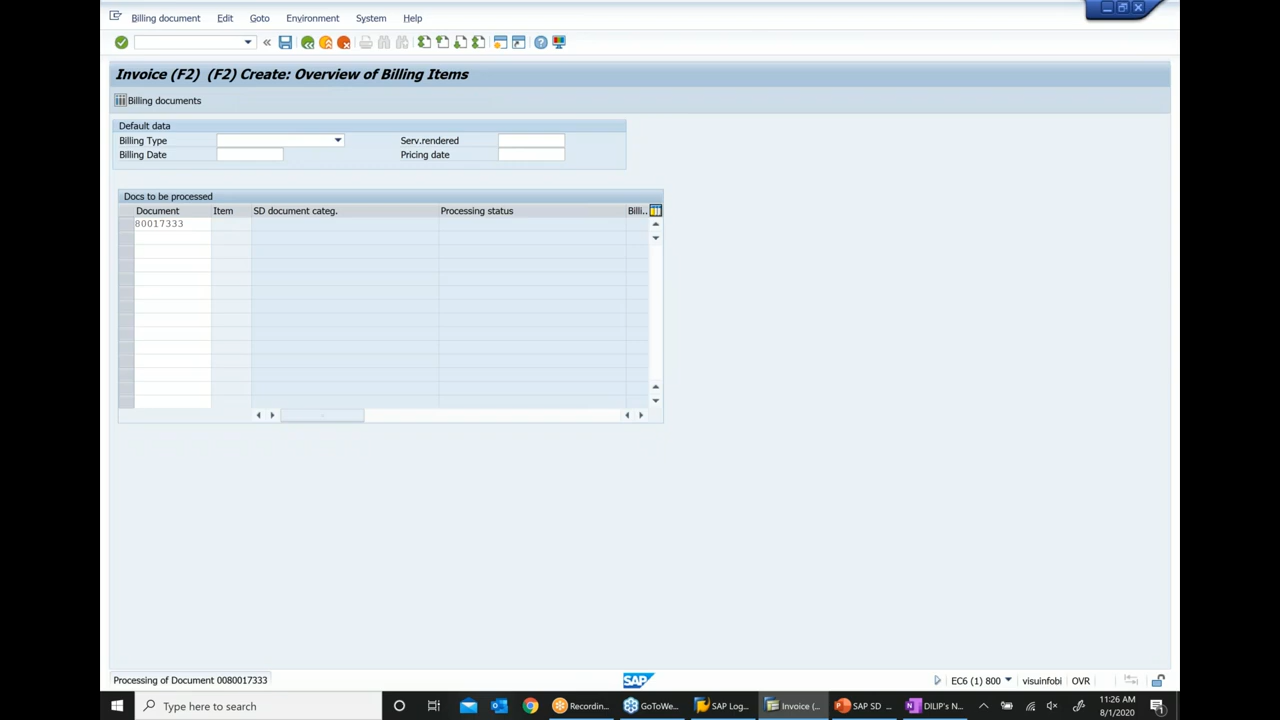 Billing document Edit Goto Environment System Help
Invoice (F2) (F2) Create: Overview of Billing Items
Billing documents
Default data
Billing Type Serv.rendered
Billing Date Pricing date
Docs to be processed
Document Item SD document categ. Processing status Billi..
80017333
Processing of Document 0080017333
SAP
EC6 (1) 800 visuinfobi OVR
Type here to search
Recordin...
GoToWe...
SAP Log...
Invoice (...
SAP SD ...
DILIP's N...
11:26 AM
8/1/2020
1